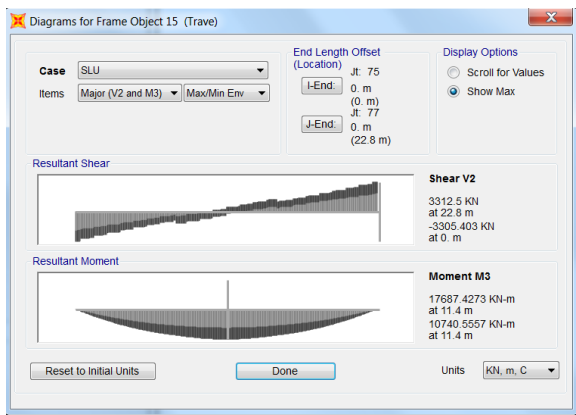 Diagrams for Frame Object 15 (Trave)
X
Case
SLU
Items
Major (V2 and M3)
Max/Min Env
End Length Offset
(Location)
I-End:
Jt: 75
0. m
(0. m)
J-End:
Jt: 77
0. m
(22.8 m)
Display Options
Scroll for Values
Show Max
Resultant Shear
Shear V2
3312.5 KN
at 22.8 m
-3305.403 KN
at 0. m
Resultant Moment
Moment M3
17687.4273 KN-m
at 11.4 m
10740.5557 KN-m
at 11.4 m
Reset to Initial Units
Done
Units
KN, m, C